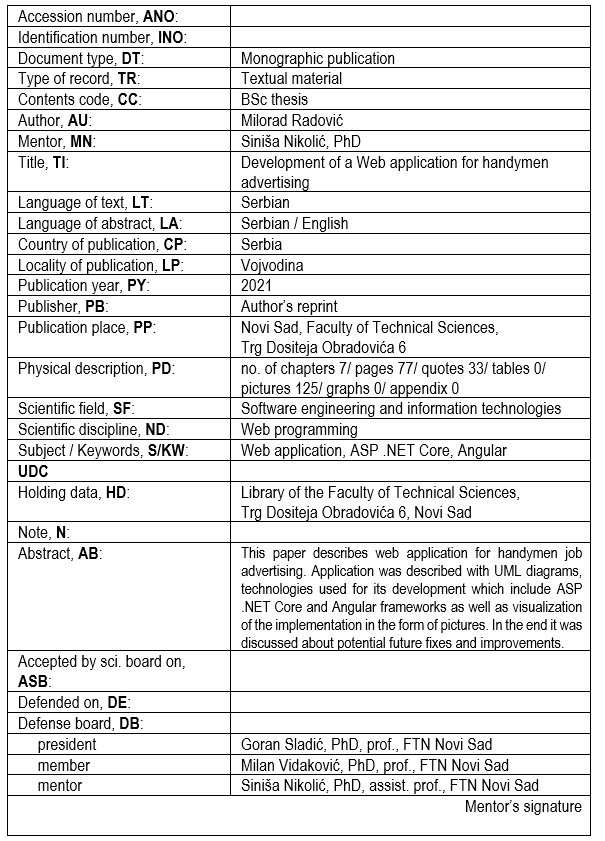 Accession number, ANO:
Identification number, INO:
Document type, DT: Monographic publication
Type of record, TR: Textual material
Contents code, CC: BSc thesis
Author, AU: Milorad Radović
Mentor, MN: Siniša Nikolić, PhD
Title, TI: Development of a Web application for handymen
advertising
Language of text, LT: Serbian
Language of abstract, LA: Serbian / English
Country of publication, CP: Serbia
Locality of publication, LP: Vojvodina
Publication year, PY: 2021
Publisher, PB: Author's reprint
Publication place, PP: Novi Sad, Faculty of Technical Sciences,
Trg Dositeja Obradovića 6
Physical description, PD: no. of chapters 7/ pages 77/ quotes 33/ tables 0/
pictures 125/ graphs 0/ appendix 0
Scientific field, SF: Software engineering and information technologies
Scientific discipline, ND: Web programming
Subject / Keywords, S/KW: Web application, ASP .NET Core, Angular
UDC
Holding data, HD: Library of the Faculty of Technical Sciences,
Trg Dositeja Obradovića 6, Novi Sad
Note, N:
Abstract, AB: This paper describes web application for handymen job
advertising. Application was described with UML diagrams,
technologies used for its development which include ASP
.NET Core and Angular frameworks as well as visualization
of the implementation in the form of pictures. In the end it was
discussed about potential future fixes and improvements.
Accepted by sci. board on,
ASB:
Defended on, DE:
Defense board, DB:
president Goran Sladić, PhD, prof., FTN Novi Sad
member Milan Vidaković, PhD, prof., FTN Novi Sad
mentor Siniša Nikolić, PhD, assist. prof., FTN Novi Sad
Mentor's signature